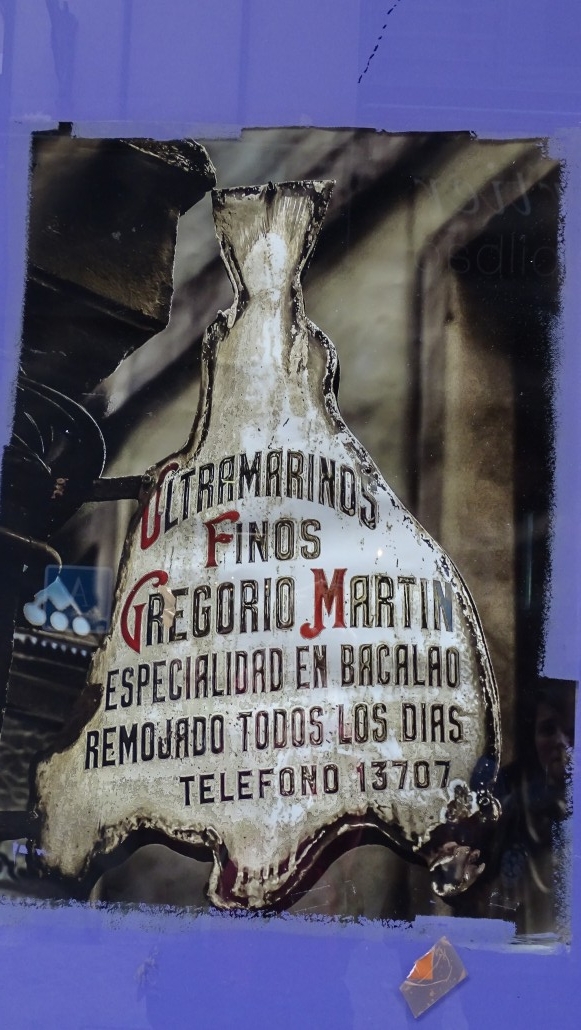 ULTRAMARINOS
FINOS
GREGORIO MARTIN
ESPECIALIDAD EN BACALAO
REMOJADO TODOS LOS DIAS
TELEFONO 13707